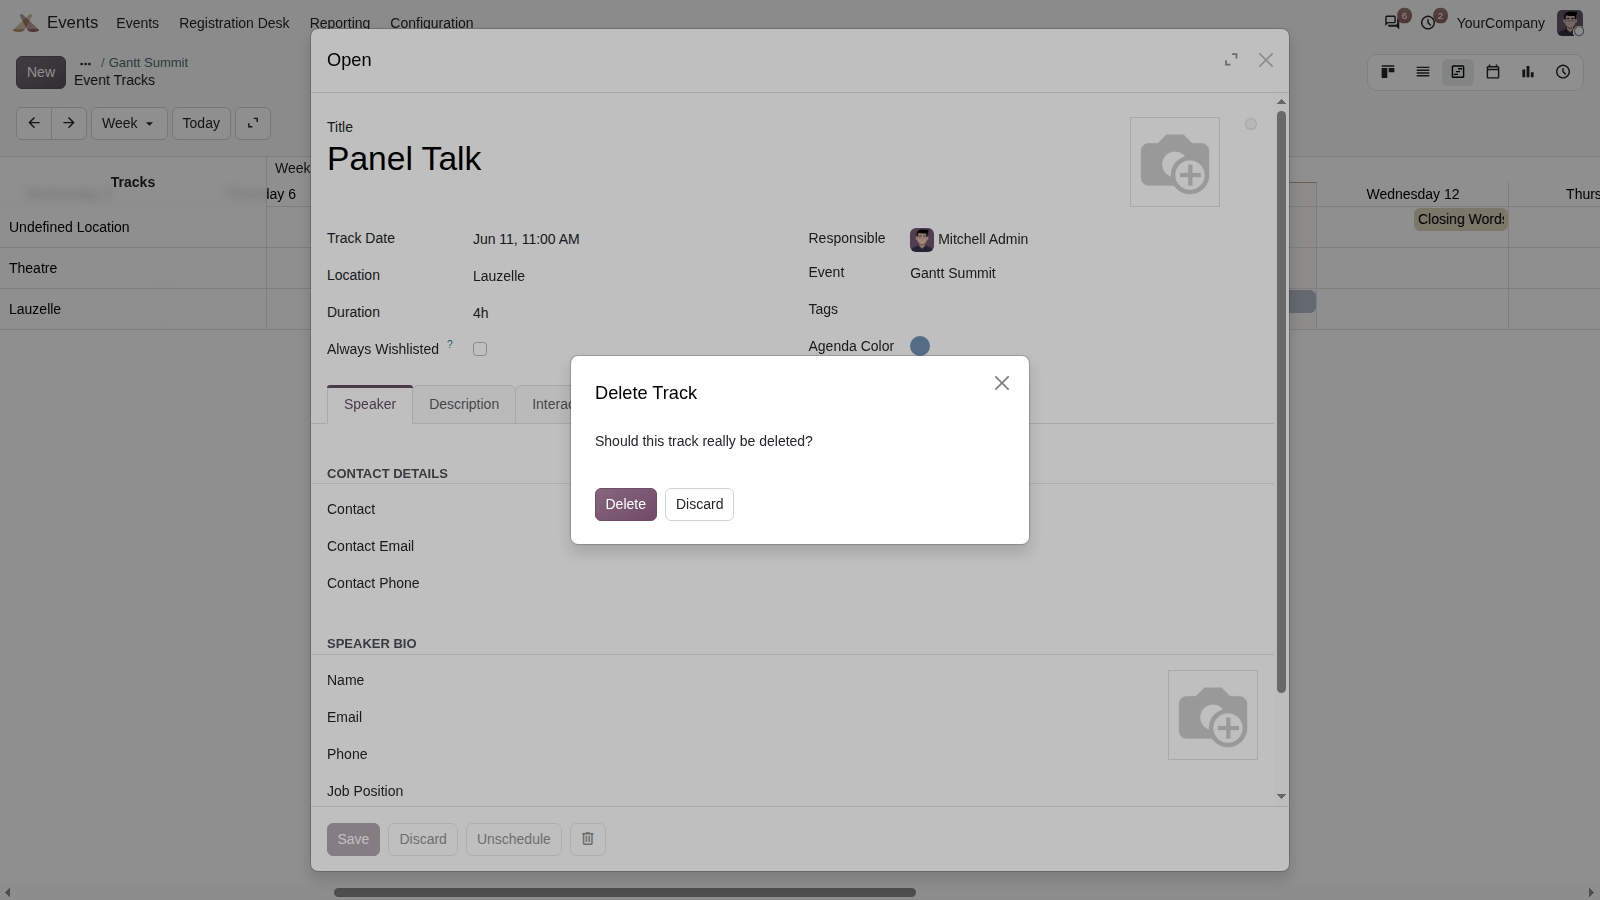 Events Events Registration Desk Reporting Configuration 6 2 YourCompany
New ... / Gantt Summit
Event Tracks
Week Today
Tracks
Week
day 6
Undefined Location
Theatre
Lauzelle
Wednesday 12
Thurs
Closing Words
Open
Title
Panel Talk
Track Date Jun 11, 11:00 AM
Location Lauzelle
Duration 4h
Always Wishlisted ?
Responsible Mitchell Admin
Event Gantt Summit
Tags
Agenda Color
Speaker Description Interac
CONTACT DETAILS
Contact
Contact Email
Contact Phone
SPEAKER BIO
Name
Email
Phone
Job Position
Save Discard Unschedule
Delete Track
Should this track really be deleted?
Delete Discard